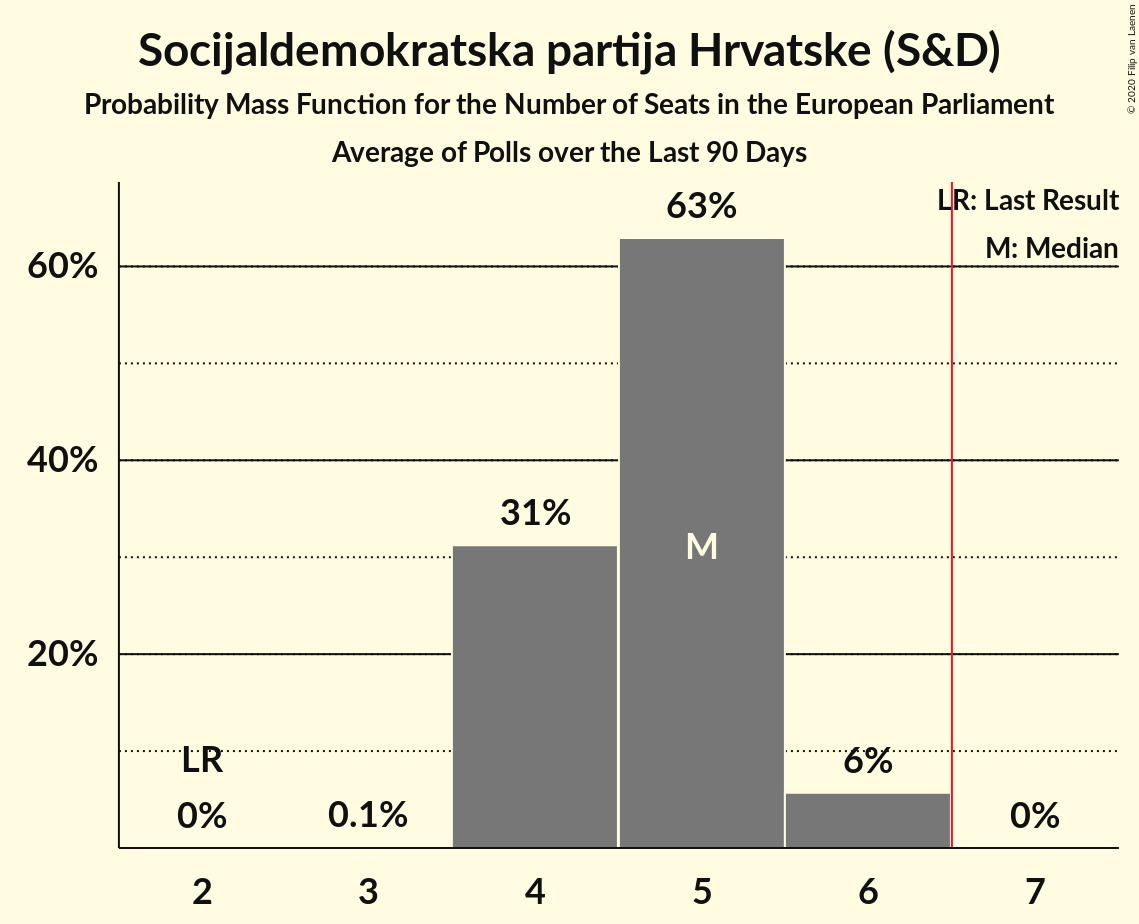 Socijaldemokratska partija Hrvatske (S&D)
Probability Mass Function for the Number of Seats in the European Parliament
Average of Polls over the Last 90 Days
© 2020 Filip van Laenen
LR: Last Result
M: Median
63%
60%
40%
31%
M
20%
LR
6%
0%
0.1%
0%
2 3 4 5 6 7